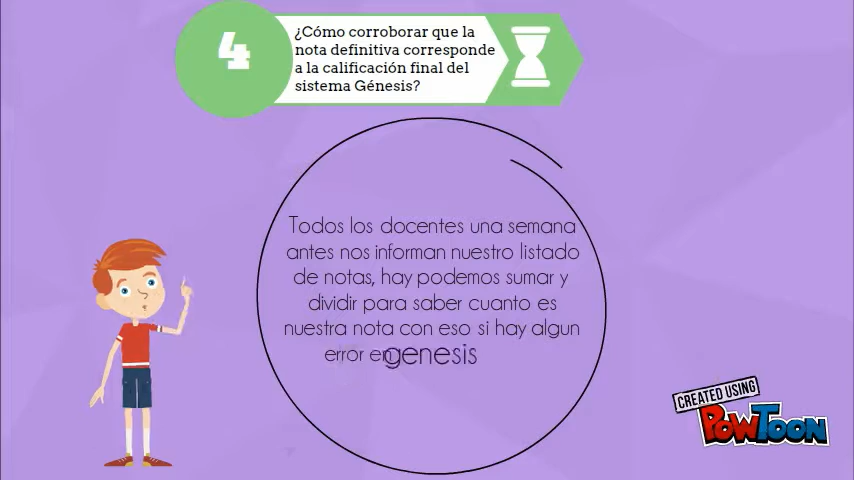 4
¿Cómo corroborar que la
nota definitiva corresponde
a la calificación final del
sistema Génesis?
Todos los docentes una semana
antes nos informan nuestro listado
de notas, hay podemos sumar y
dividir para saber cuanto es
nuestra nota con eso si hay algun
error en genesis
CREATED USING
POWTOON